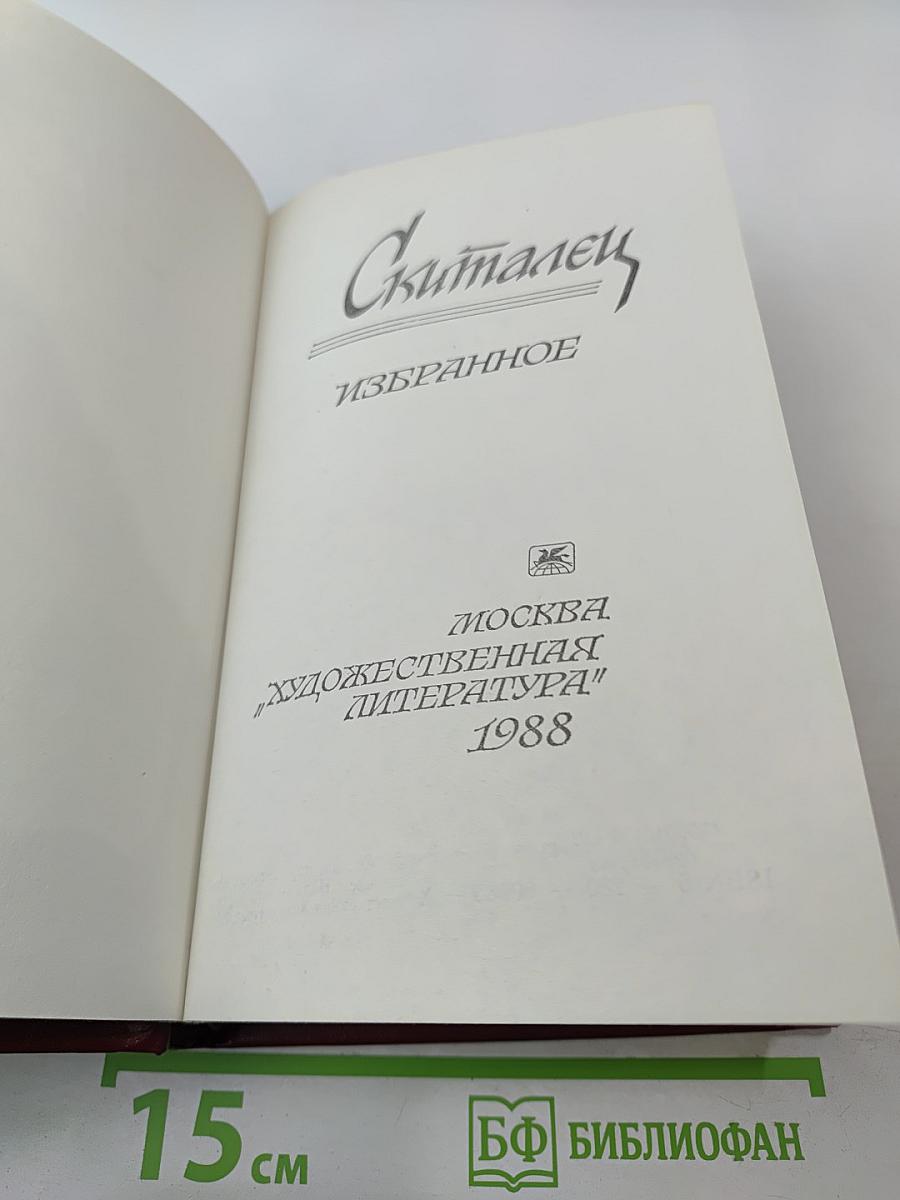 Скиталец
ИЗБРАННОЕ
МОСКВА
„ХУДОЖЕСТВЕННАЯ
ЛИТЕРАТУРА"
1988
15 см
БФ БИБЛИОФАН